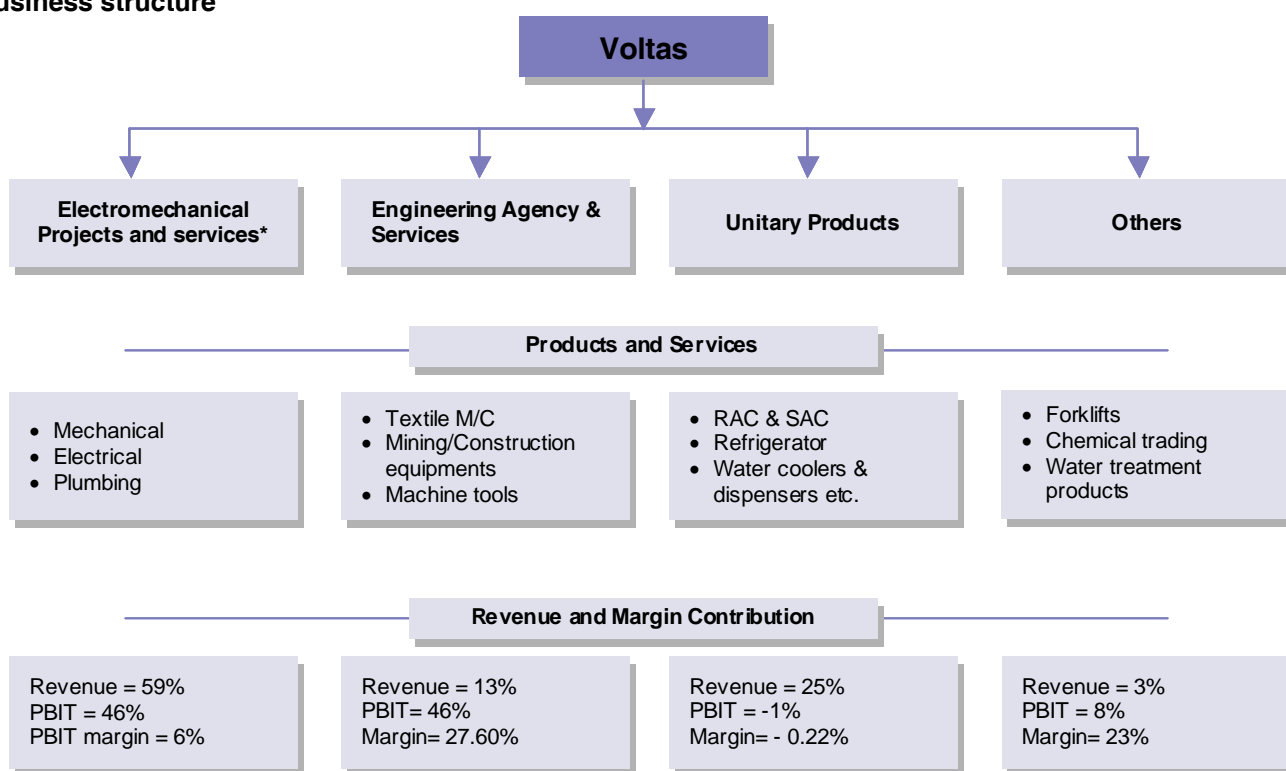 usiness structure
Voltas
Electromechanical
Projects and services*
Engineering Agency &
Services
Unitary Products
Others
Products and Services
• Mechanical
• Electrical
• Plumbing
• Textile M/C
• Mining/Construction
equipments
• Machine tools
• RAC & SAC
• Refrigerator
• Water coolers &
dispensers etc.
• Forklifts
• Chemical trading
• Water treatment
products
Revenue and Margin Contribution
Revenue = 59%
PBIT = 46%
PBIT margin = 6%
Revenue = 13%
PBIT= 46%
Margin= 27.60%
Revenue = 25%
PBIT = -1%
Margin= - 0.22%
Revenue = 3%
PBIT = 8%
Margin= 23%